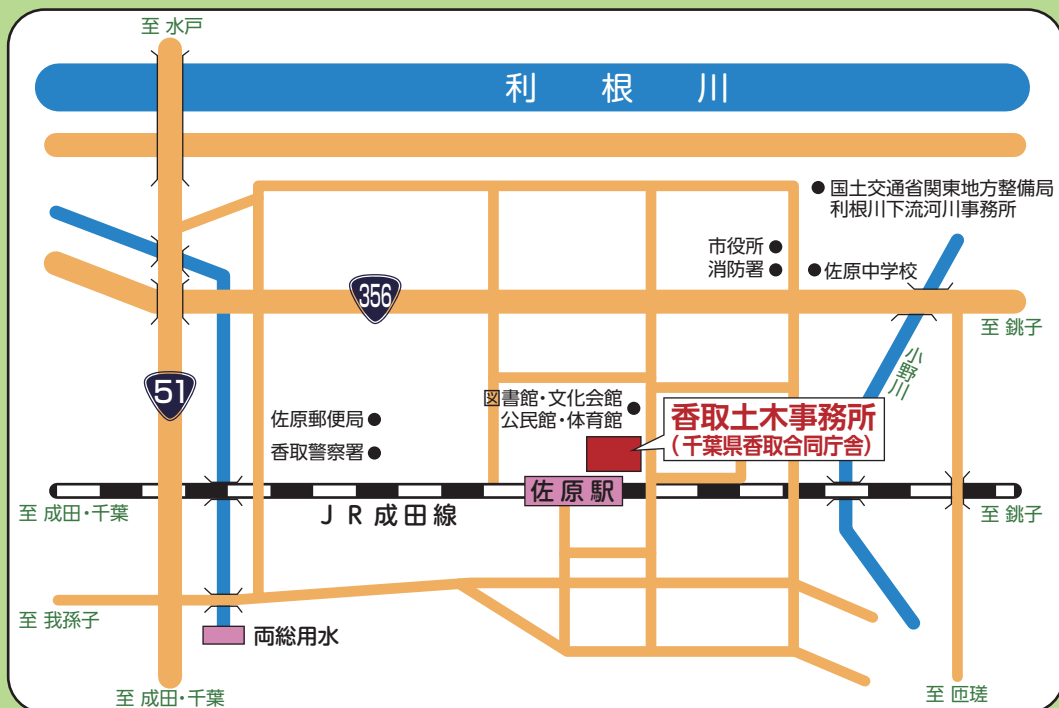 至 水戸
利根川
国土交通省関東地方整備局
利根川下流河川事務所
市役所
消防署
佐原中学校
356
至 銚子
小野川
51
図書館・文化会館
公民館・体育館
佐原郵便局
香取警察署
香取土木事務所
(千葉県香取合同庁舎)
佐原駅
至 成田・千葉
JR成田線
至 銚子
至 我孫子
両総用水
至 成田・千葉
至 匝瑳